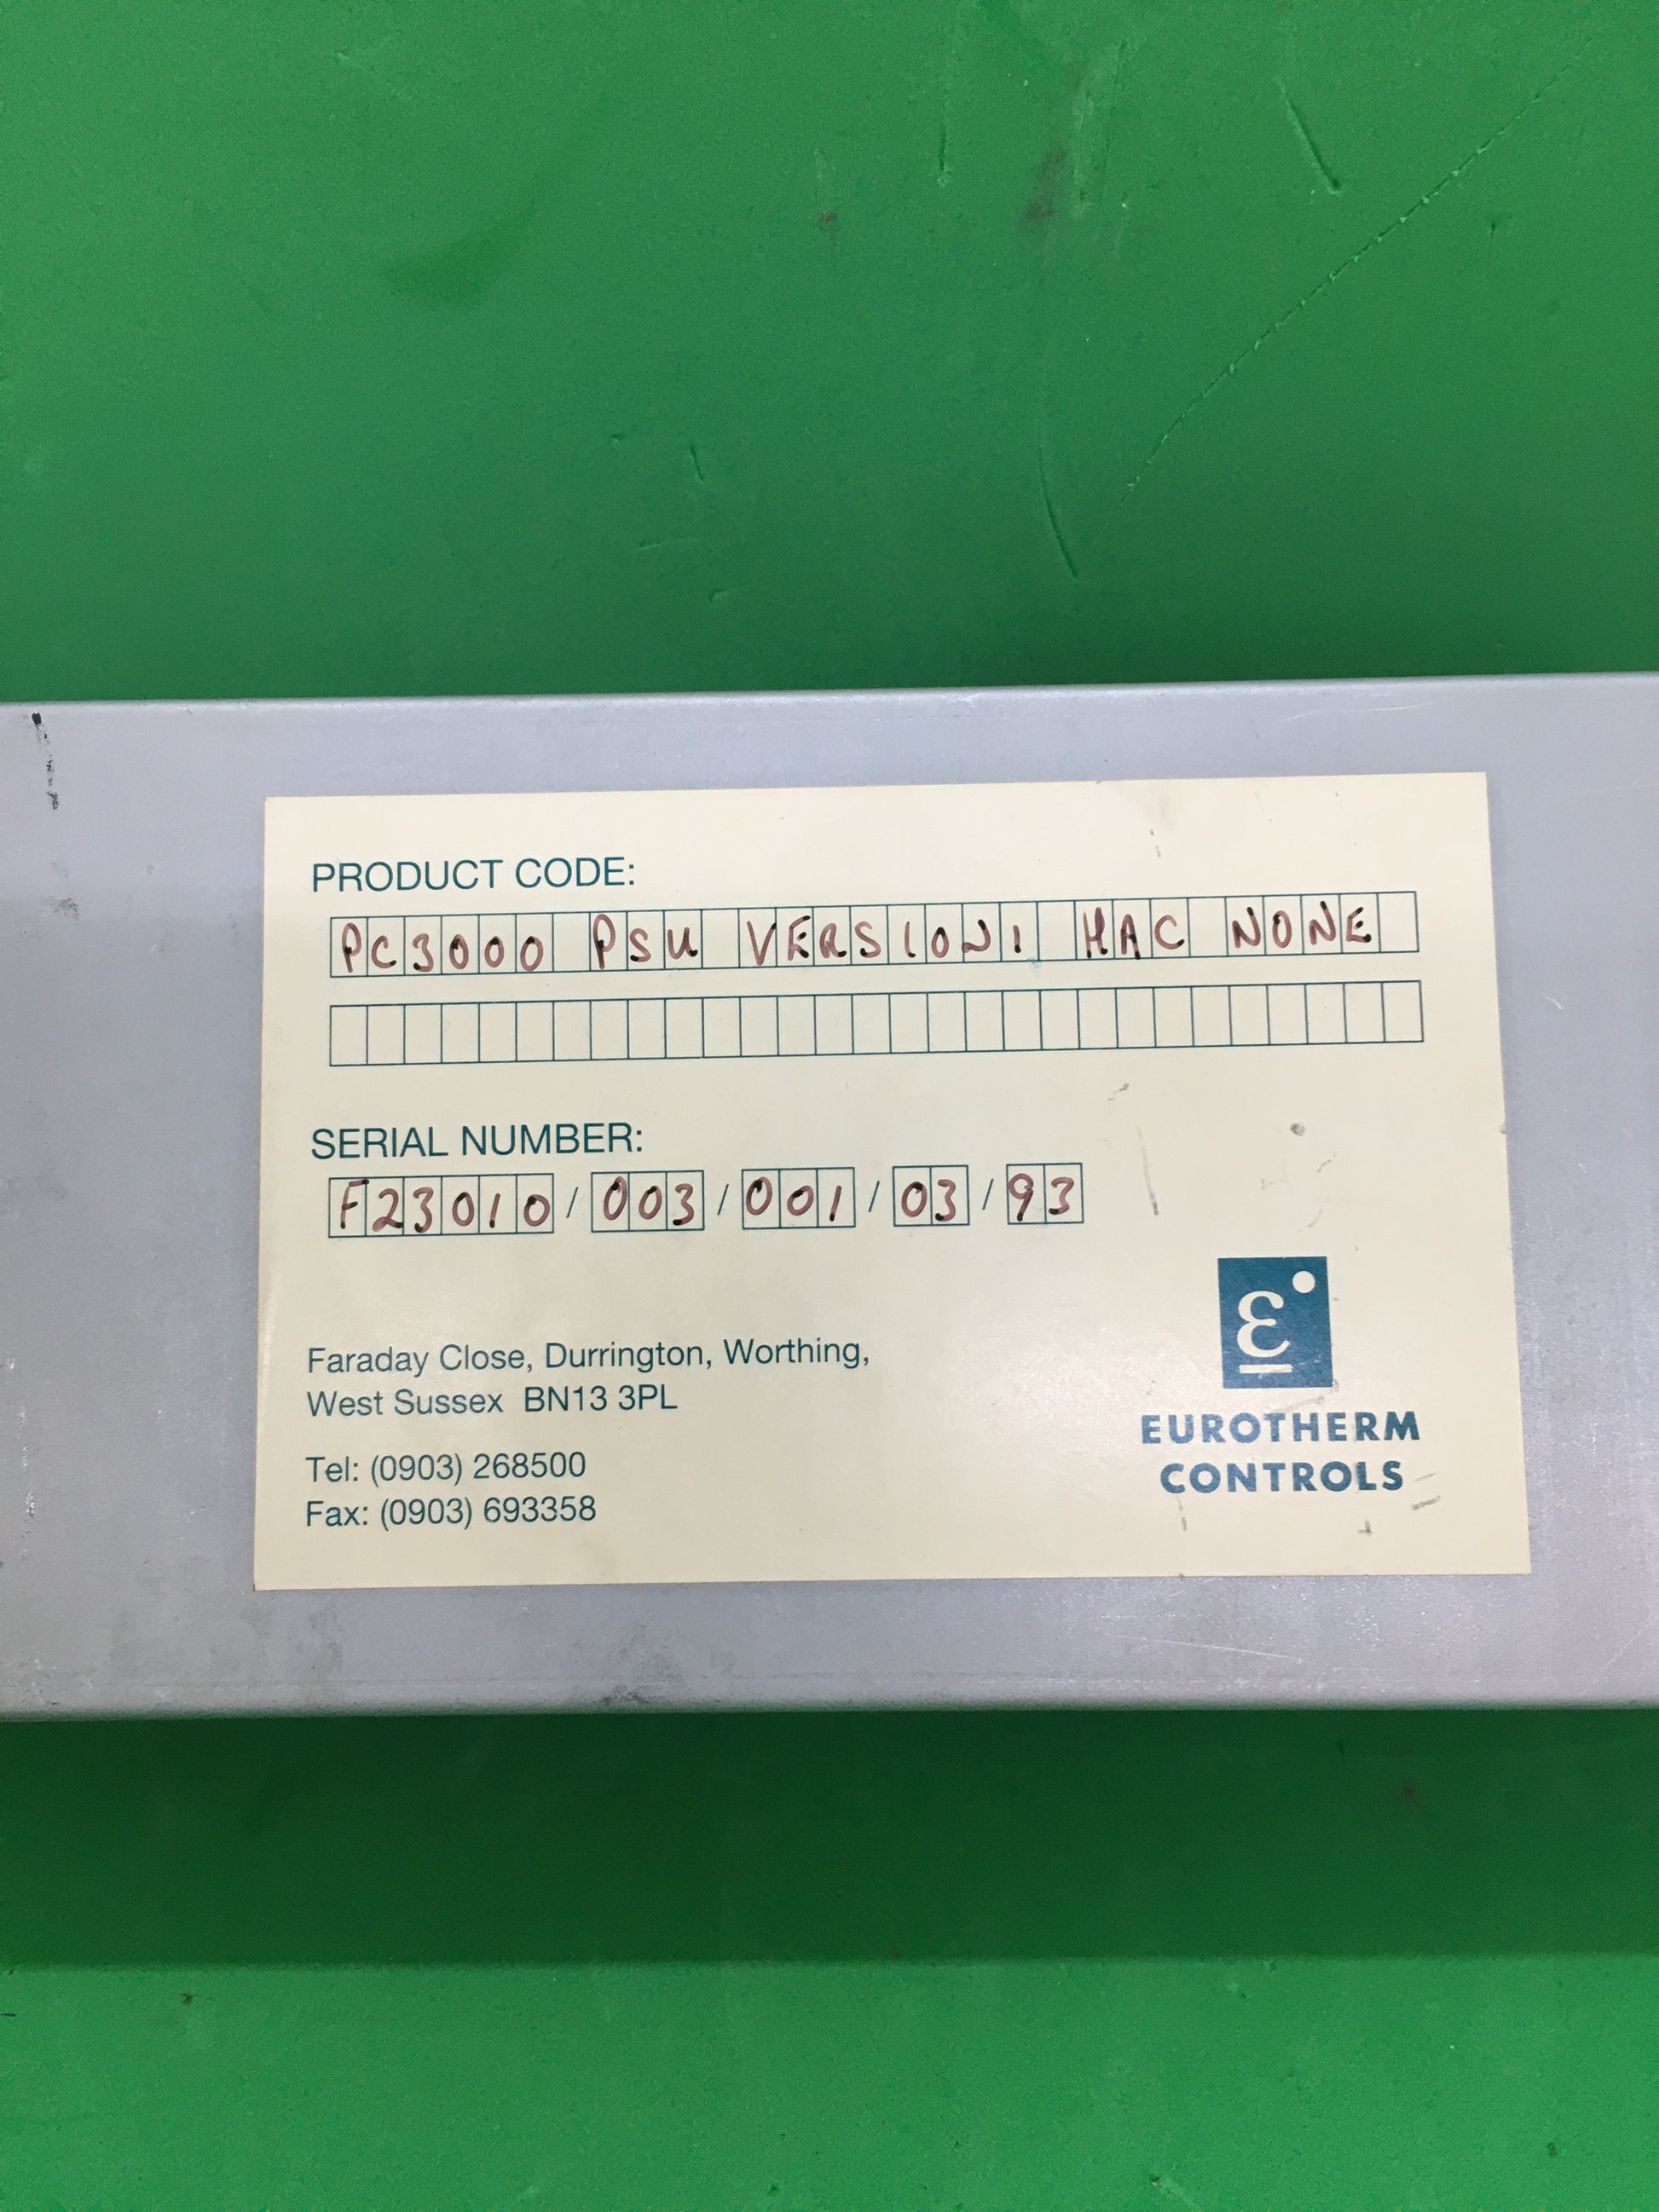 PRODUCT CODE:
PC3000 PSU VERSION1 HAC NONE
SERIAL NUMBER:
F23010/003/001/03/93
Faraday Close, Durrington, Worthing,
West Sussex BN13 3PL
Tel: (0903) 268500
Fax: (0903) 693358
EUROTHERM
CONTROLS